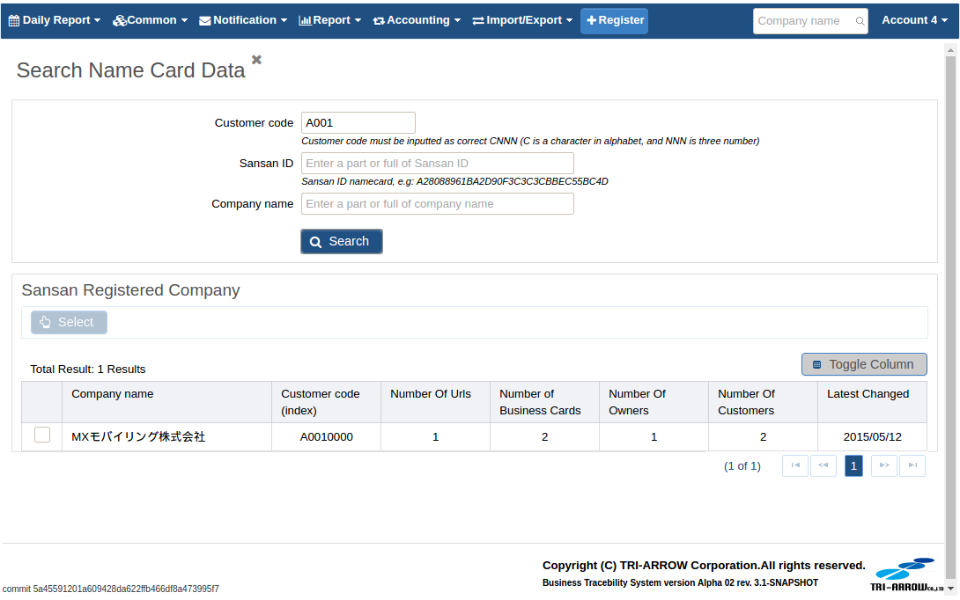 Daily Report Common Notification Report Accounting Import/Export Register Company name Account 4
Search Name Card Data
Customer code A001
Customer code must be inputted as correct CNNN (C is a character in alphabet, and NNN is three number)
Sansan ID Enter a part or full of Sansan ID
Sansan ID namecard, e.g: A28088961BA2D90F3C3C3CBBEC55BC4D
Company name Enter a part or full of company name
Search
Sansan Registered Company
Select
Total Result: 1 Results
Toggle Column
Company name Customer code (index) Number Of Urls Number of Business Cards Number Of Owners Number Of Customers Latest Changed
MXモバイリング株式会社 A0010000 1 2 1 2 2015/05/12
(1 of 1) 1
Copyright (C) TRI-ARROW Corporation.All rights reserved.
Business Tracebility System version Alpha 02 rev. 3.1-SNAPSHOT
TRI-ARROW
commit 5a45591201a609428da622ffb466df8a473995f7